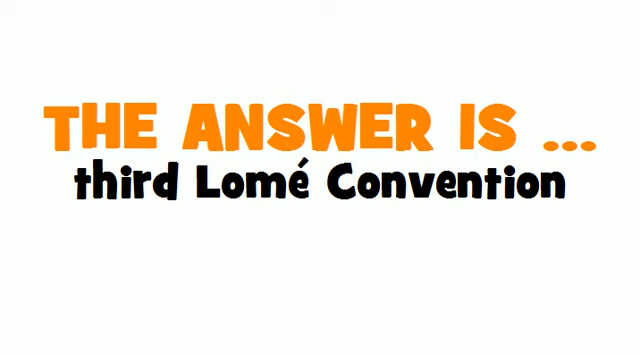 THE ANSWER IS ...
third Lomé Convention